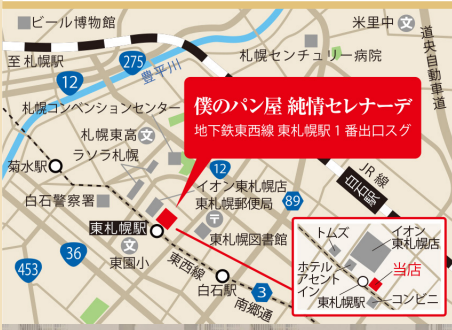 ビール博物館
米里中
文
道央自動車道
至 札幌駅
275
豊平川
札幌センチュリー病院
12
札幌コンベンションセンター
僕のパン屋 純情セレナーデ
地下鉄東西線 東札幌駅 1 番出口スグ
札幌東高
文
ラソラ札幌
菊水駅
12
JR線
白石駅
イオン東札幌店
白石警察署
東札幌郵便局
〒
89
東札幌駅
東札幌図書館
文
東園小
36
453
東西線
白石駅
3
南郷通
トムズ
イオン
東札幌店
ホテル
アセント
イン
当店
東札幌駅
コンビニ